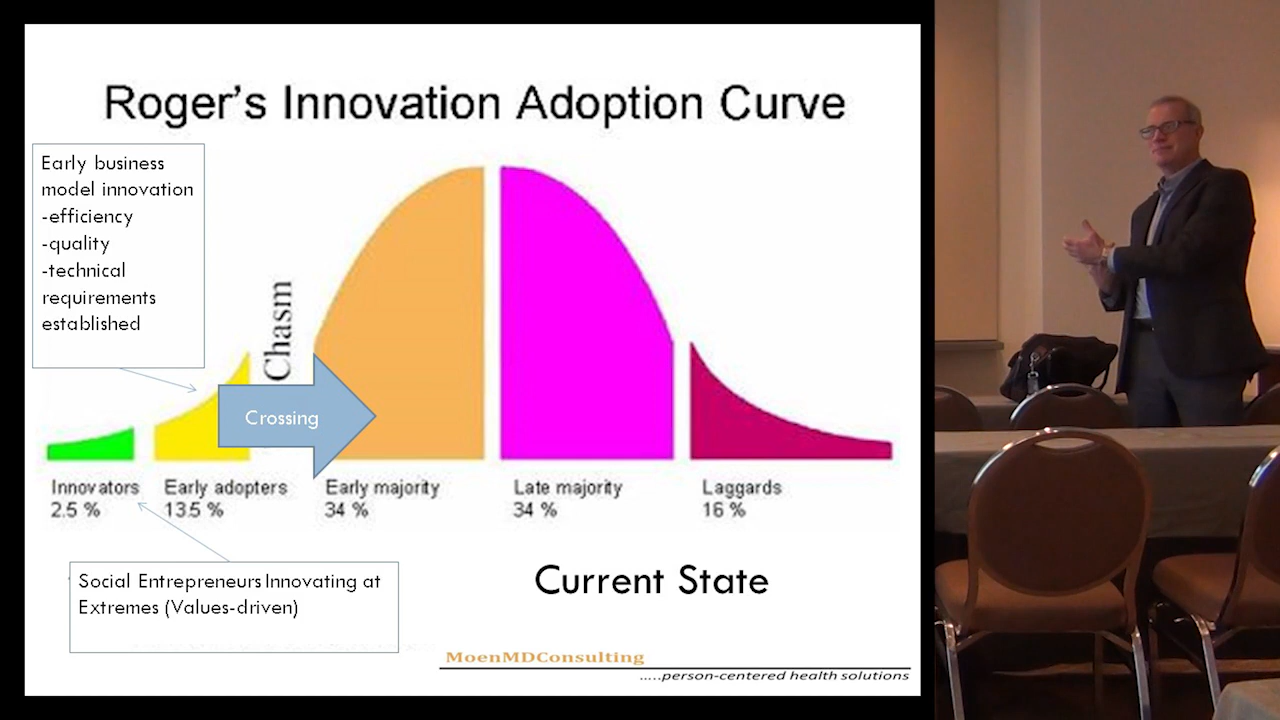 Roger's Innovation Adoption Curve
Early business
model innovation
-efficiency
-quality
-technical
requirements
established
Chasm
Crossing
Innovators
2.5 %
Early adopters
13.5 %
Early majority
34 %
Late majority
34 %
Laggards
16 %
Social Entrepreneurs Innovating at
Extremes (Values-driven)
Current State
MoenMDConsulting
.....person-centered health solutions